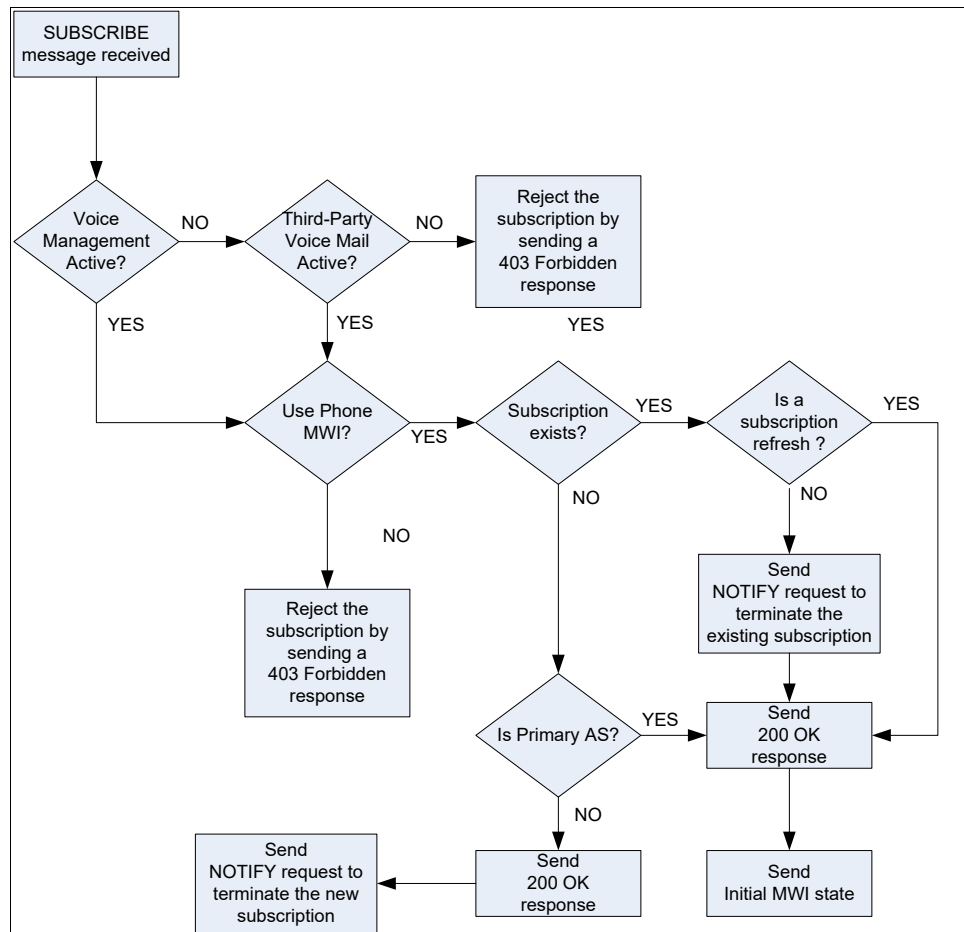 SUBSCRIBE
message received
Voice
Management
Active?
NO
Third-Party
Voice Mail
Active?
NO
Reject the
subscription by
sending a
403 Forbidden
response
YES
YES
YES
Use Phone
MWI?
YES
Subscription
exists?
YES
Is a
subscription
refresh ?
YES
NO
NO
NO
Send
NOTIFY request to
terminate the
existing subscription
Reject the
subscription by
sending a
403 Forbidden
response
Is Primary AS?
YES
Send
200 OK
response
NO
Send
NOTIFY request to
terminate the new
subscription
Send
200 OK
response
Send
Initial MWI state